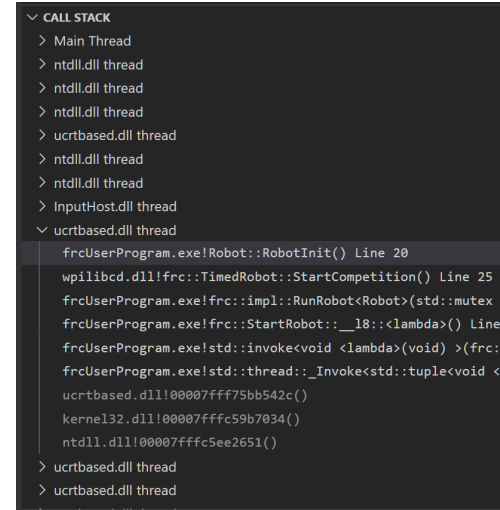 CALL STACK
Main Thread
ntdll.dll thread
ntdll.dll thread
ntdll.dll thread
ucrtbased.dll thread
ntdll.dll thread
ntdll.dll thread
InputHost.dll thread
ucrtbased.dll thread
frcUserProgram.exe!Robot::RobotInit() Line 20
wpilibcd.dll!frc::TimedRobot::StartCompetition() Line 25
frcUserProgram.exe!frc::impl::RunRobot<Robot>(std::mutex
frcUserProgram.exe!frc::StartRobot::__l8::<lambda>() Line
frcUserProgram.exe!std::invoke<void <lambda>(void) >(frc:
frcUserProgram.exe!std::thread::_Invoke<std::tuple<void <
ucrtbased.dll!00007fff75bb542c()
kernel32.dll!00007fffc59b7034()
ntdll.dll!00007fffc5ee2651()
ucrtbased.dll thread
ucrtbased.dll thread